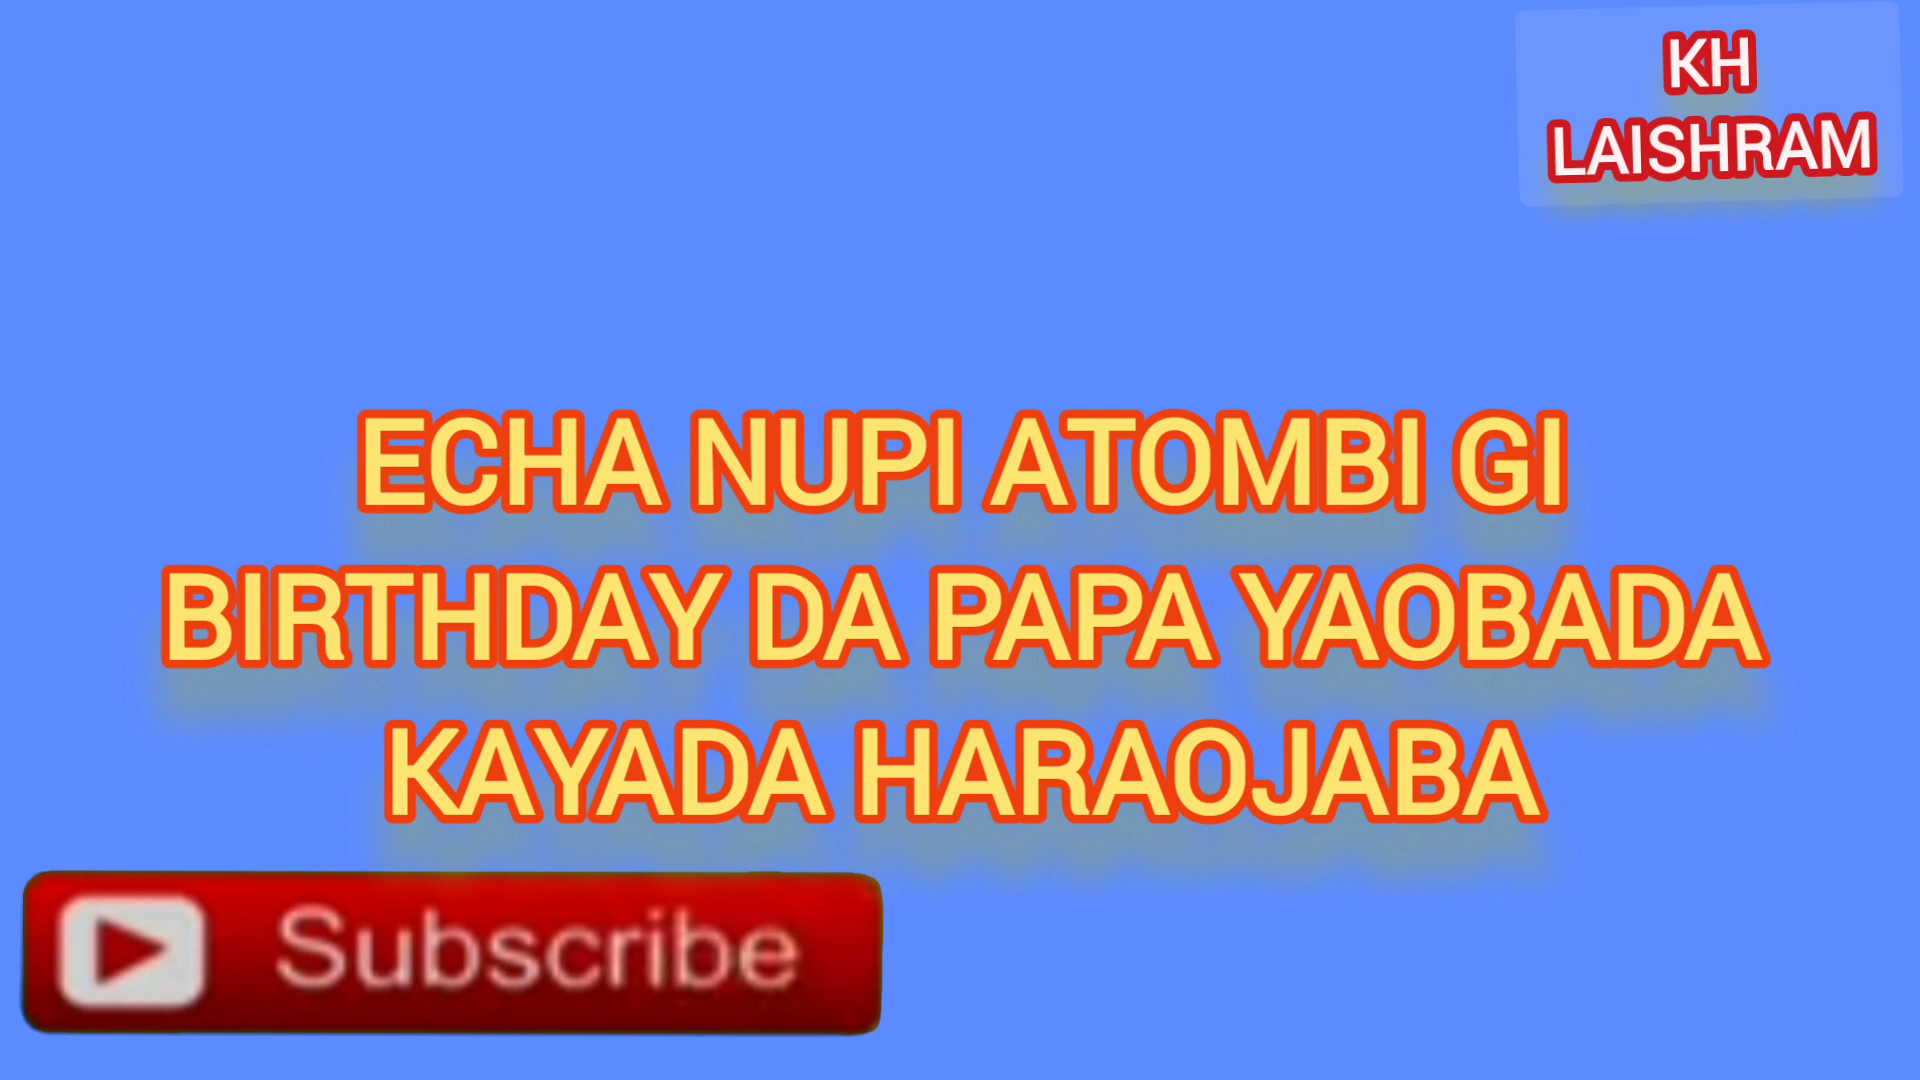 KH
LAISHRAM
ECHA NUPI ATOMBI GI
BIRTHDAY DA PAPA YAOBADA
KAYADA HARAOJABA
Subscribe